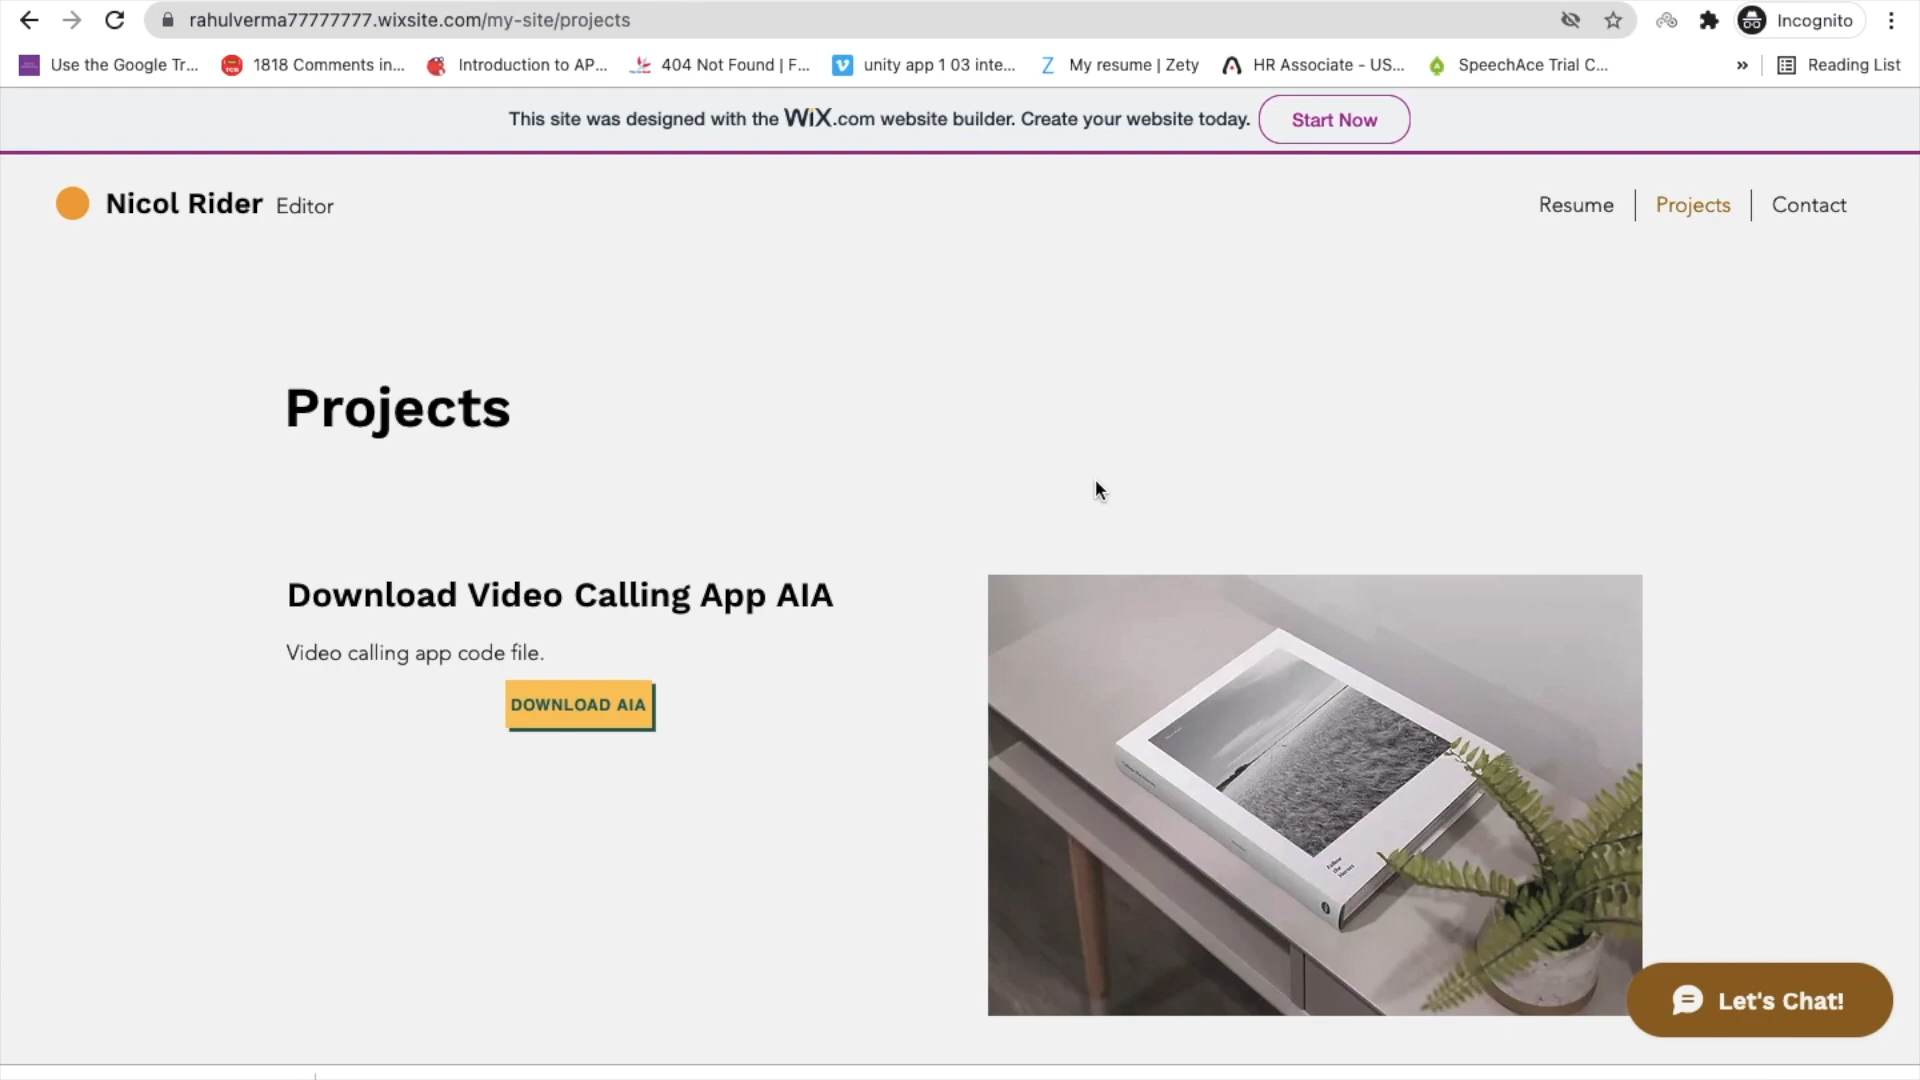 rahulverma77777777.wixsite.com/my-site/projects
Incognito
Use the Google Tr...
1818 Comments in...
Introduction to AP...
404 Not Found | F...
unity app 1 03 inte...
My resume | Zety
HR Associate - US...
SpeechAce Trial C...
»
Reading List
This site was designed with the WiX.com website builder. Create your website today.
Start Now
Nicol Rider Editor
Resume
Projects
Contact
Projects
Download Video Calling App AIA
Video calling app code file.
DOWNLOAD AIA
Follow
the
Horses
Let's Chat!